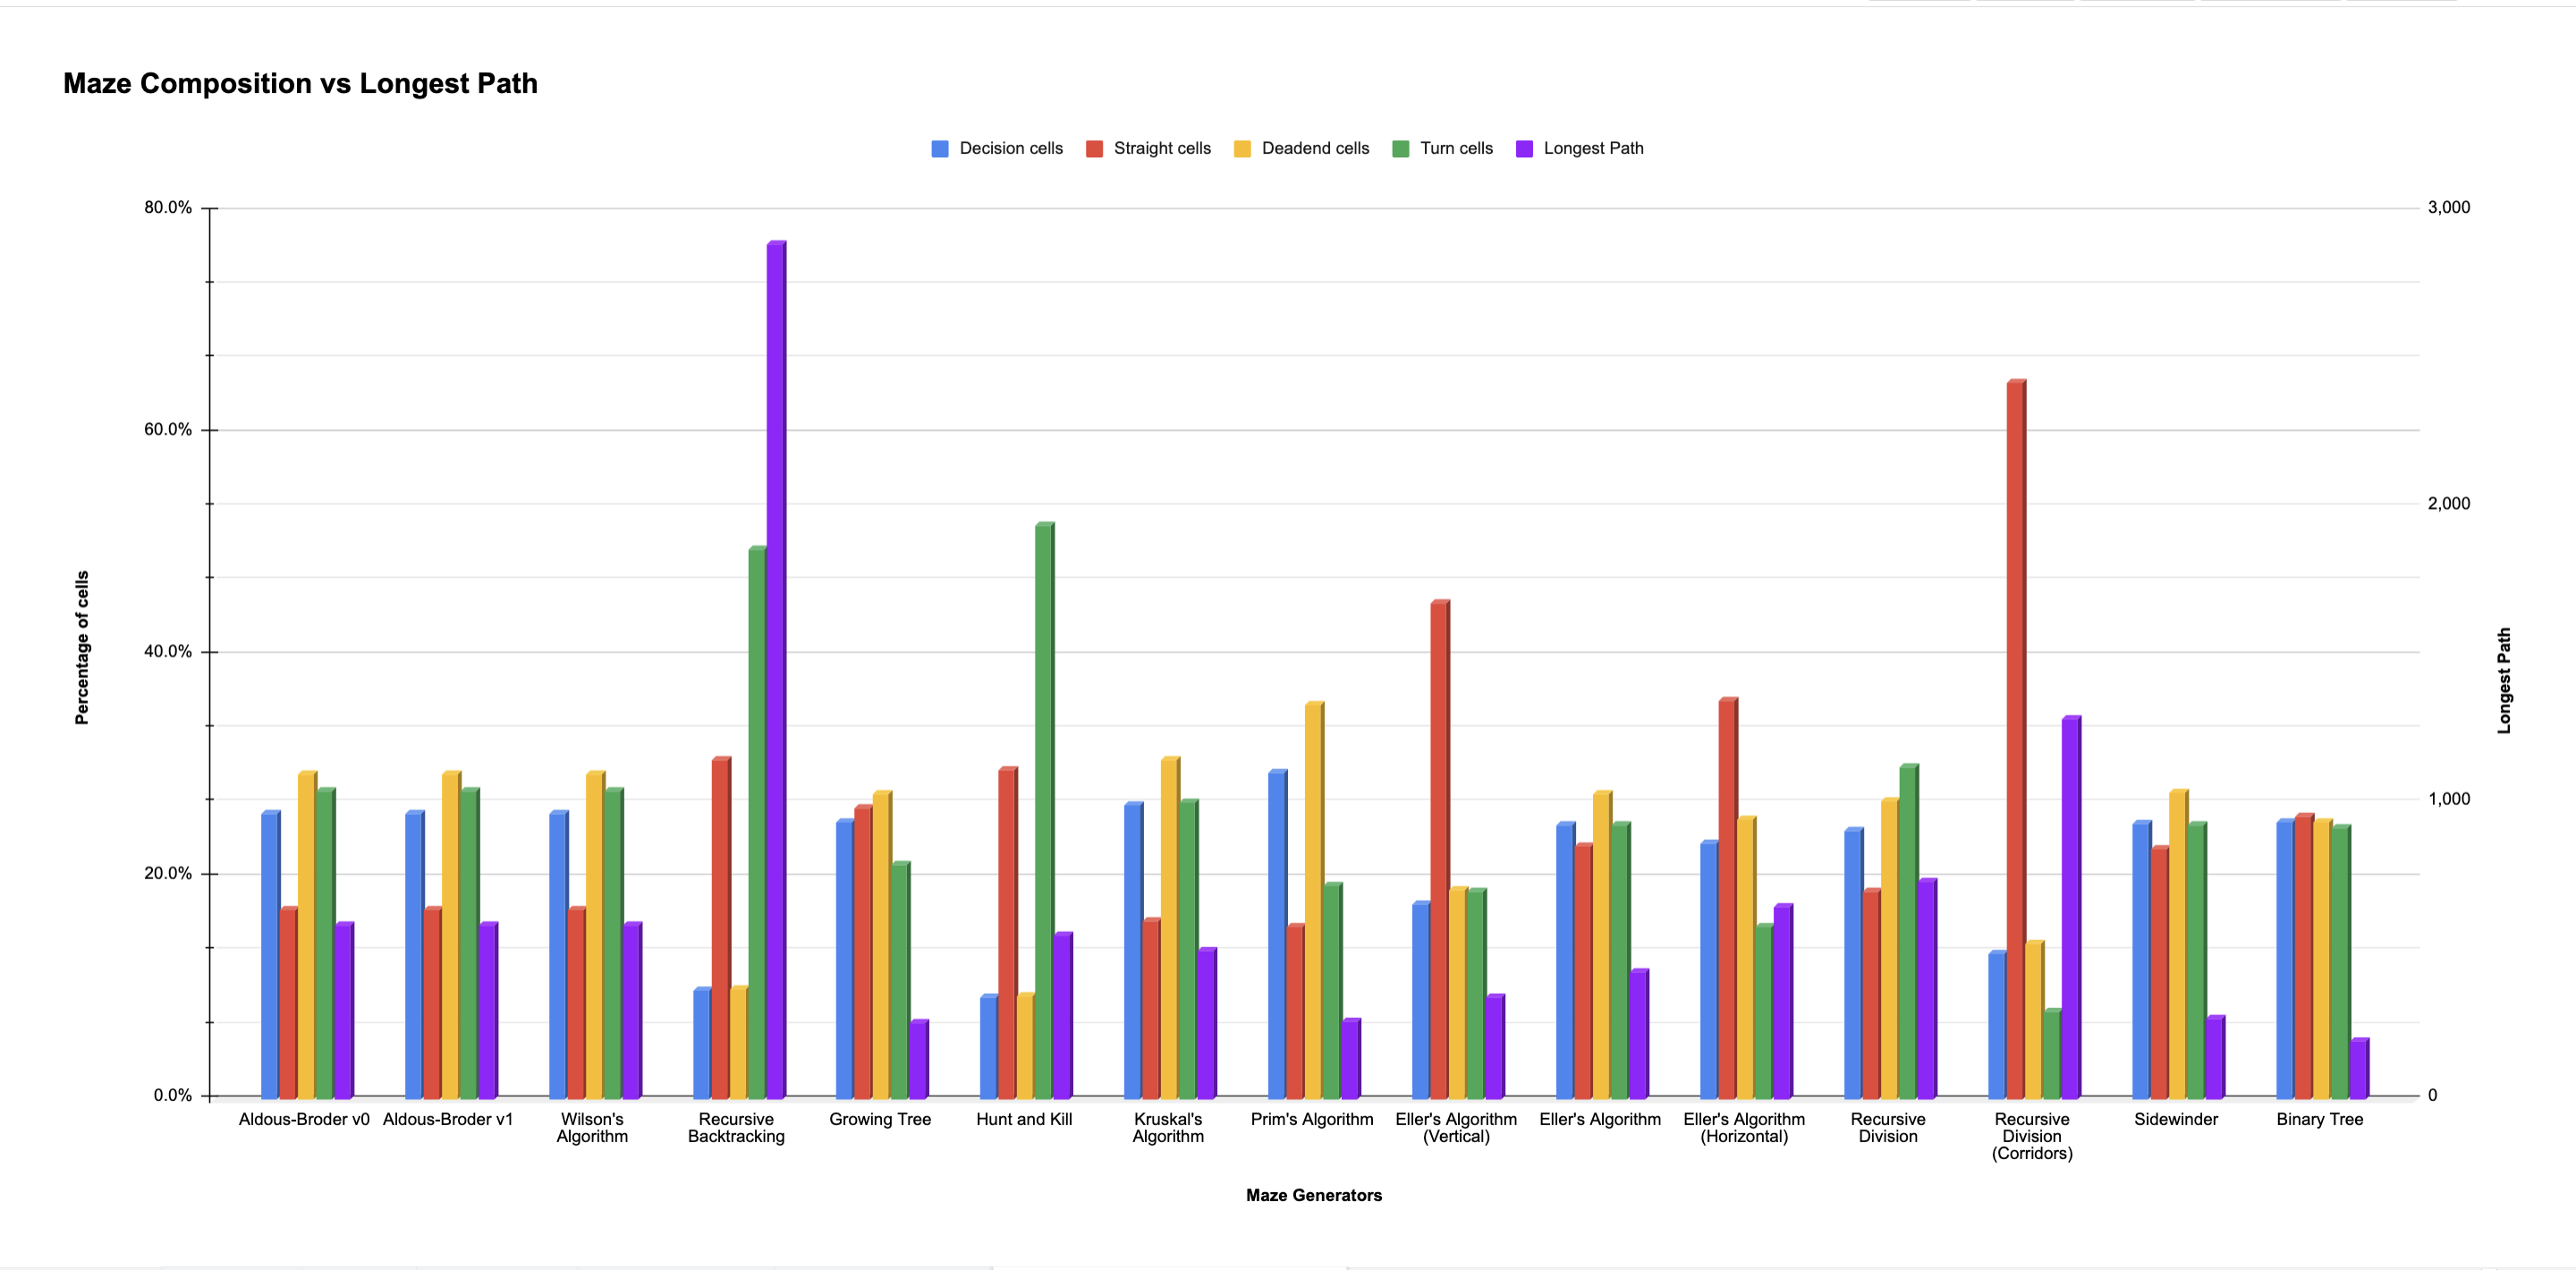 Maze Composition vs Longest Path
Decision cells
Straight cells
Deadend cells
Turn cells
Longest Path
80.0%
60.0%
40.0%
20.0%
0.0%
3,000
2,000
1,000
0
Percentage of cells
Longest Path
Aldous-Broder v0
Aldous-Broder v1
Wilson's
Algorithm
Recursive
Backtracking
Growing Tree
Hunt and Kill
Kruskal's
Algorithm
Prim's Algorithm
Eller's Algorithm
(Vertical)
Eller's Algorithm
Eller's Algorithm
(Horizontal)
Recursive
Division
Recursive
Division
(Corridors)
Sidewinder
Binary Tree
Maze Generators